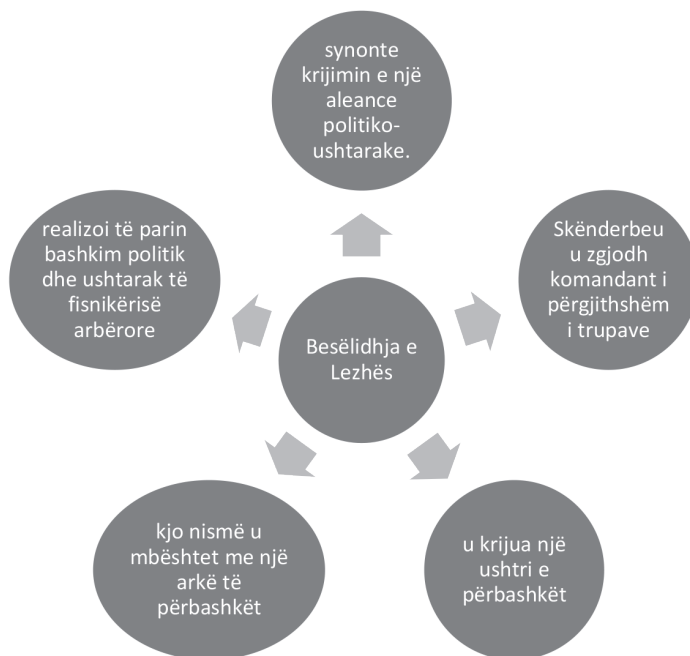 synonte
krijimin e një
aleance
politiko-
ushtarake.
realizoi të parin
bashkim politik
dhe ushtarak të
fisnikërisë
arbërore
Skënderbeu
u zgjodh
komandant i
përgjithshëm
i trupave
Besëlidhja e
Lezhës
kjo nismë u
mbështet me një
arkë të
përbashkët
u krijua një
ushtri e
përbashkët